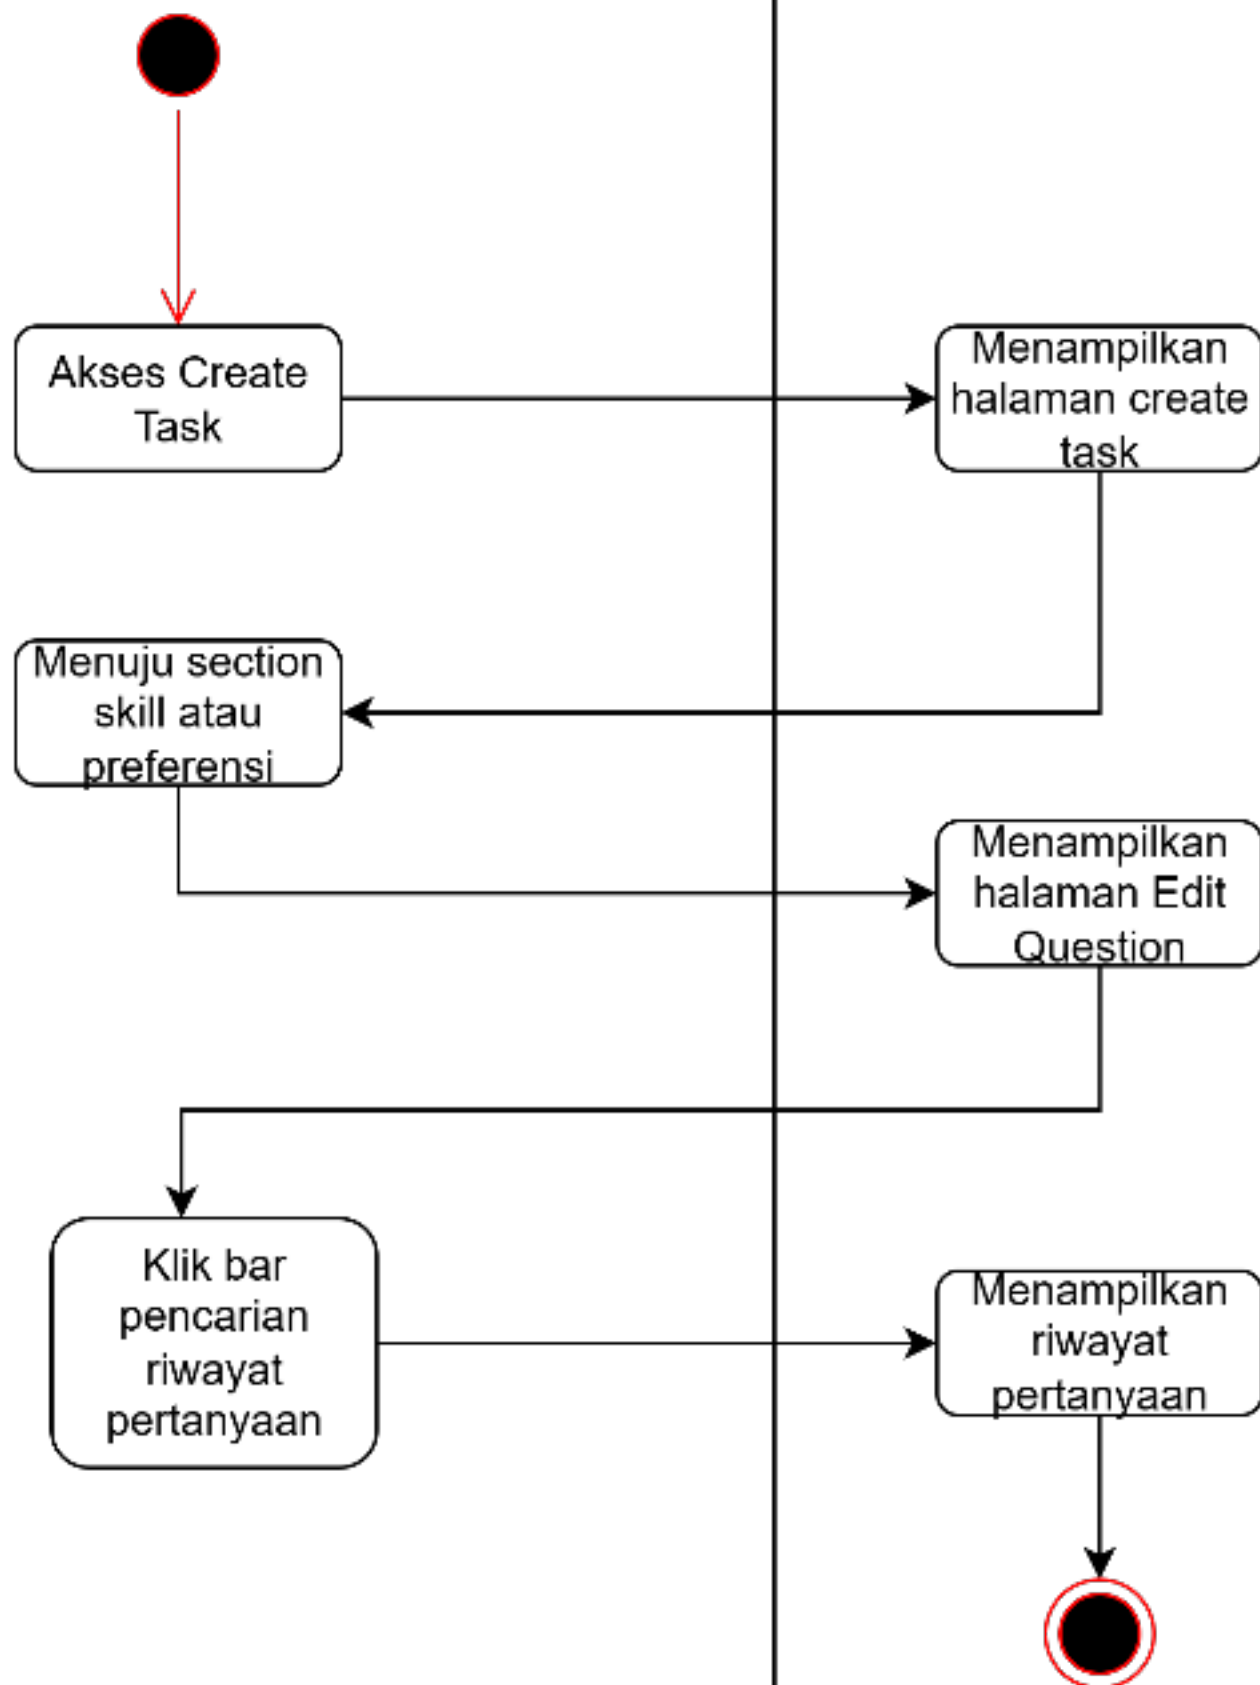 Akses Create
Task
Menampilkan
halaman create
task
Menuju section
skill atau
preferensi
Menampilkan
halaman Edit
Question
Klik bar
pencarian
riwayat
pertanyaan
Menampilkan
riwayat
pertanyaan